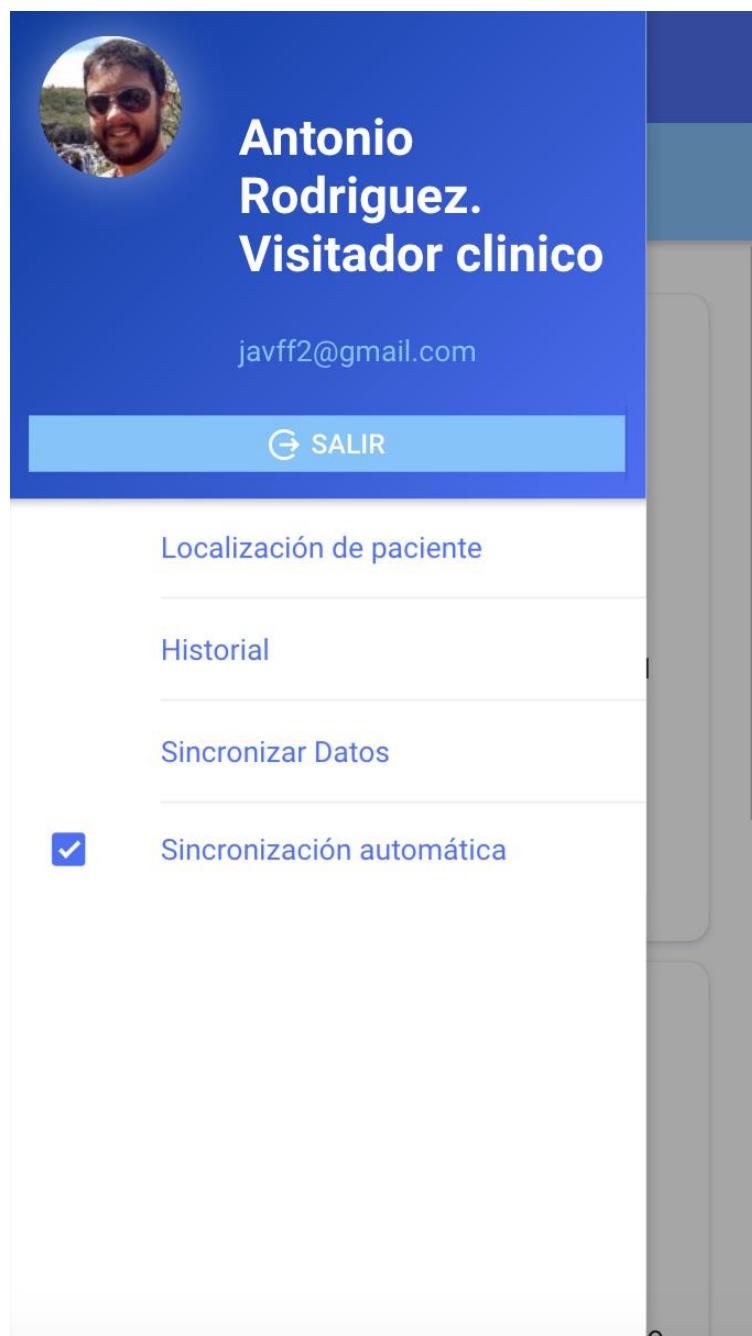 Antonio
Rodriguez.
Visitador clinico
javff2@gmail.com
SALIR
Localización de paciente
Historial
Sincronizar Datos
Sincronización automática